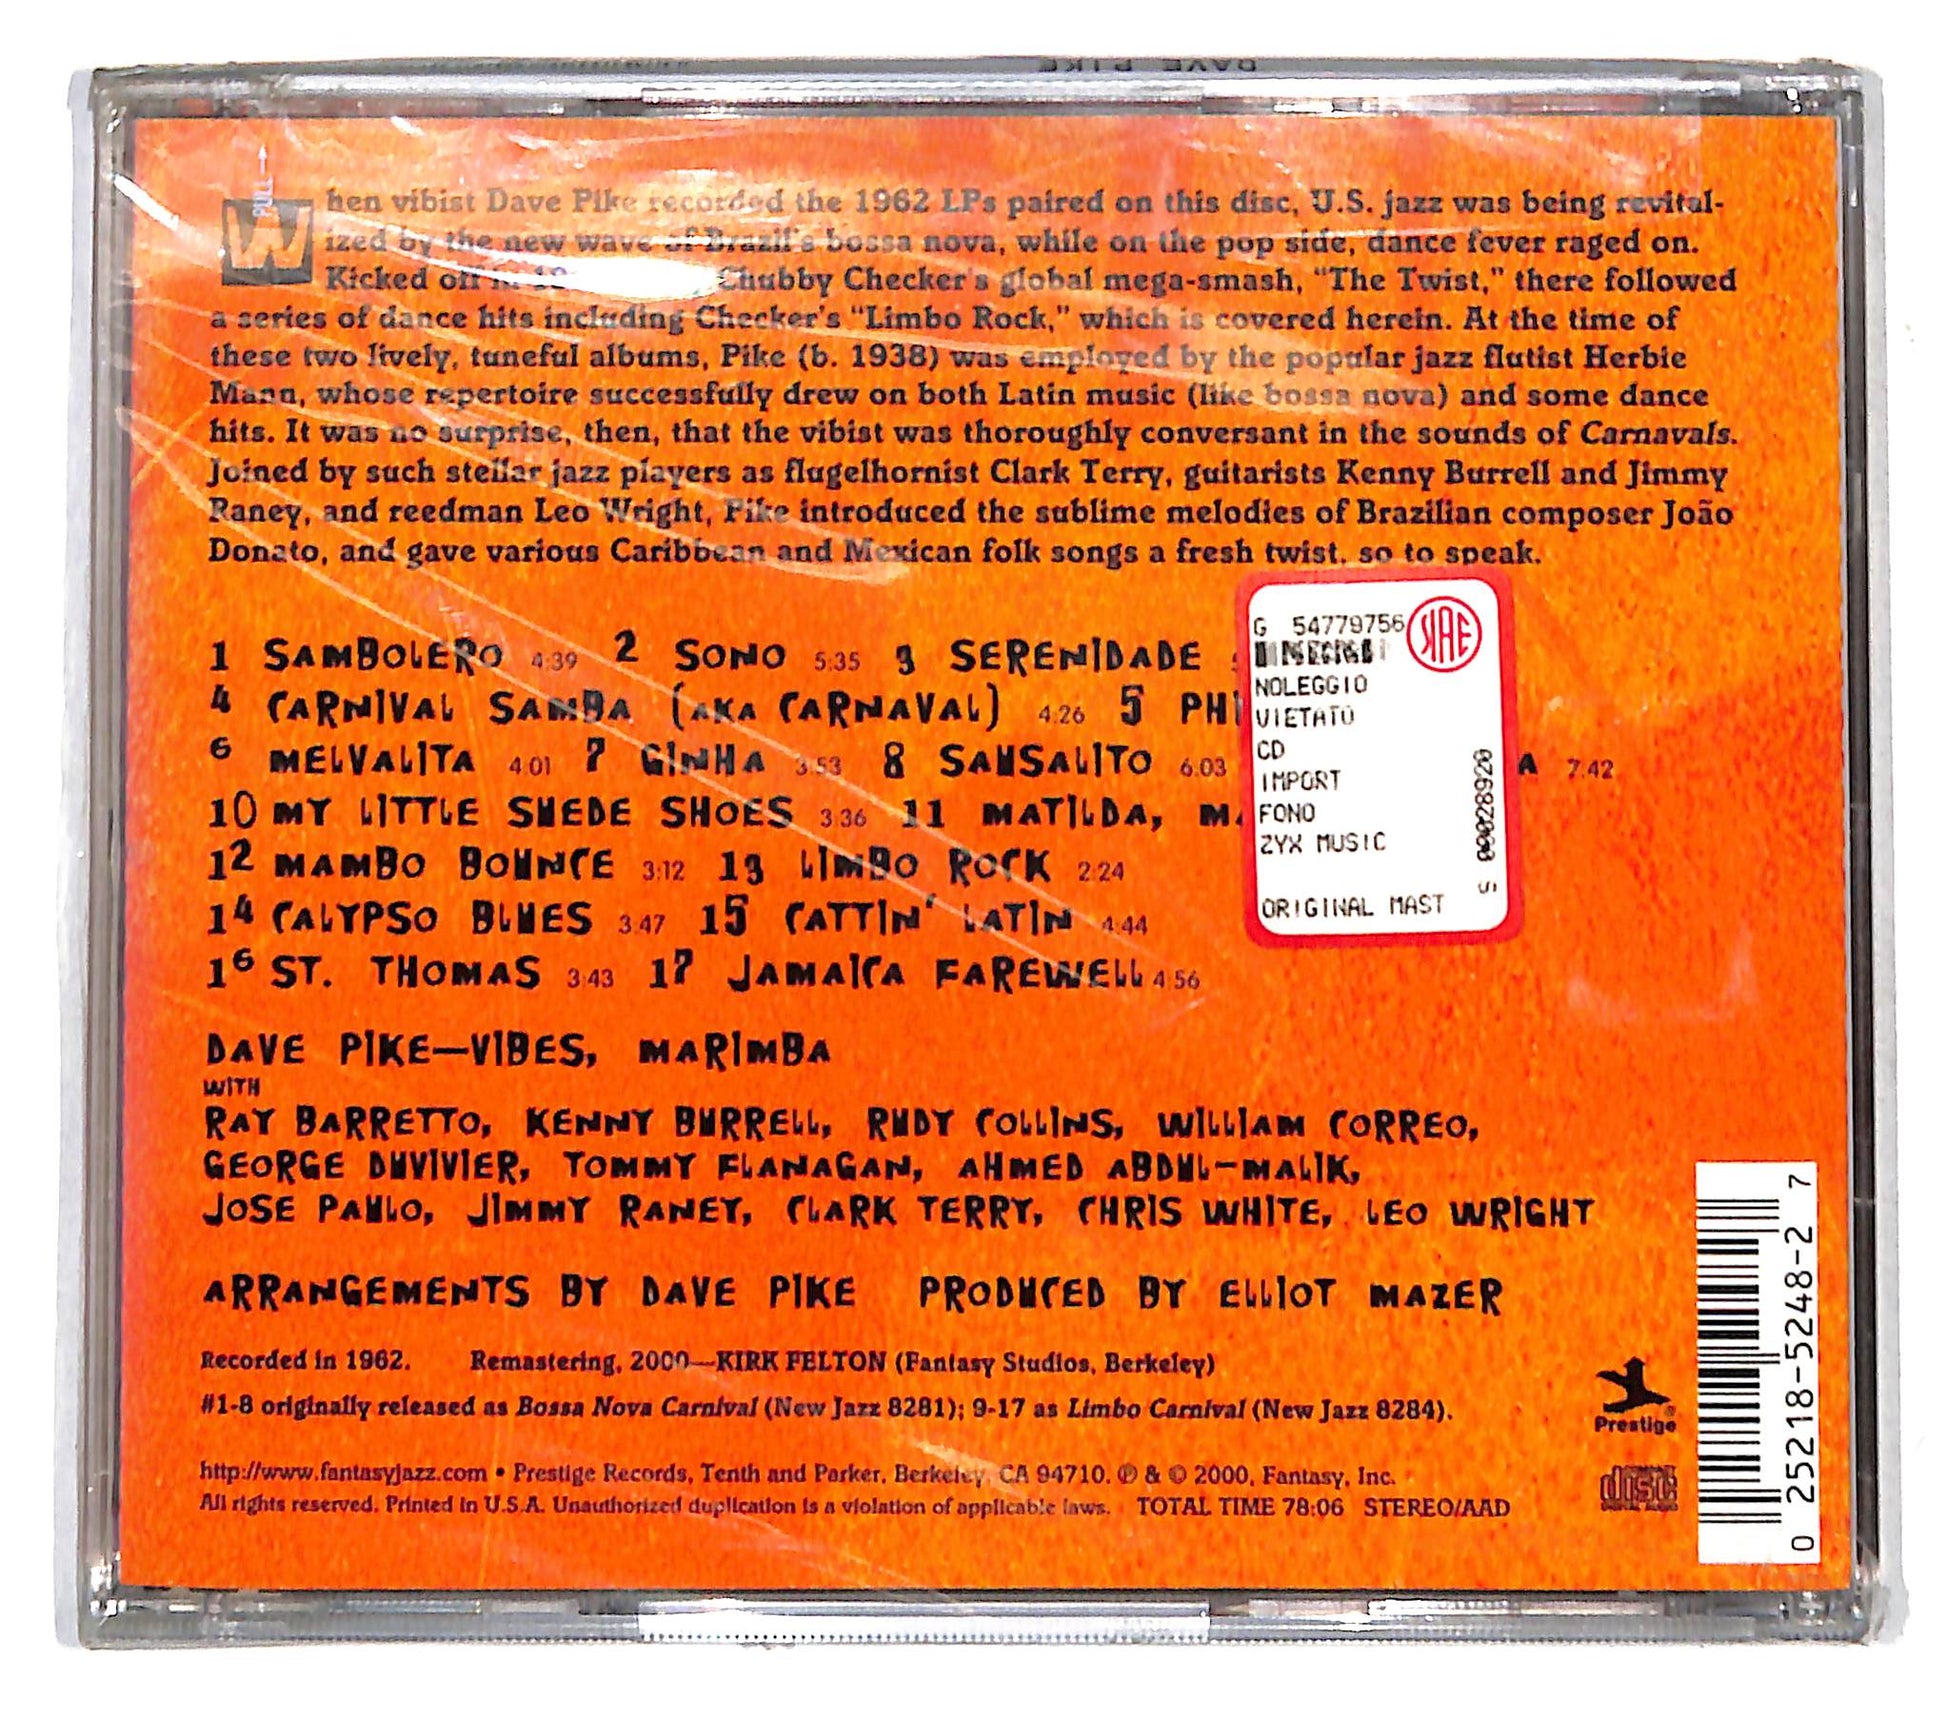 DAVE PIKE
PULL→
When vibist Dave Pike recorded the 1962 LPs paired on this disc, U.S. jazz was being revital-
ized by the new wave of Brazil's bossa nova, while on the pop side, dance fever raged on.
Kicked off in Chubby Checker's global mega-smash, "The Twist," there followed
a series of dance hits including Checker's "Limbo Rock," which is covered herein. At the time of
these two lively, tuneful albums, Pike (b. 1938) was employed by the popular jazz flutist Herbie
Mann, whose repertoire successfully drew on both Latin music (like bossa nova) and some dance
hits. It was no surprise, then, that the vibist was thoroughly conversant in the sounds of Carnavals.
Joined by such stellar jazz players as flugelhornist Clark Terry, guitarists Kenny Burrell and Jimmy
Raney, and reedman Leo Wright, Pike introduced the sublime melodies of Brazilian composer João
Donato, and gave various Caribbean and Mexican folk songs a fresh twist, so to speak.
1 SAMBOLERO 4:39 2 SONO 5:35 3 SERENIDADE
4 CARNIVAL SAMBA (AKA CARNAVAL) 4:26 5 PHI
6 MELVALITA 4:01 7 GINHA 3:53 8 SAUSALITO 6:03 A 7:42
10 MY LITTLE SUEDE SHOES 3:36 11 MATILDA,
12 MAMBO BOUNCE 3:12 13 LIMBO ROCK 2:24
14 CALYPSO BLUES 3:47 15 CATTIN' LATIN 4:44
16 ST. THOMAS 3:43 17 JAMAICA FAREWELL 4:56
G 54779756
SIAE
NOLEGGIO
VIETATO
CD
IMPORT
FONO
ZYX MUSIC
ORIGINAL MAST
00028920 5
DAVE PIKE—VIBES, MARIMBA
WITH
RAY BARRETTO, KENNY BURRELL, RUDY COLLINS, WILLIAM CORREO,
GEORGE DUVIVIER, TOMMY FLANAGAN, AHMED ABDUL-MALIK,
JOSE PAULO, JIMMY RANEY, CLARK TERRY, CHRIS WHITE, LEO WRIGHT
ARRANGEMENTS BY DAVE PIKE PRODUCED BY ELLIOT MAZER
Recorded in 1962. Remastering, 2000—KIRK FELTON (Fantasy Studios, Berkeley)
#1-8 originally released as Bossa Nova Carnival (New Jazz 8281); 9-17 as Limbo Carnival (New Jazz 8284).
http://www.fantasyjazz.com • Prestige Records, Tenth and Parker, Berkeley, CA 94710. ℗ & © 2000, Fantasy, Inc.
All rights reserved. Printed in U.S.A. Unauthorized duplication is a violation of applicable laws. TOTAL TIME 78:06 STEREO/AAD
Prestige®
disc
0 25218-5248-2 7